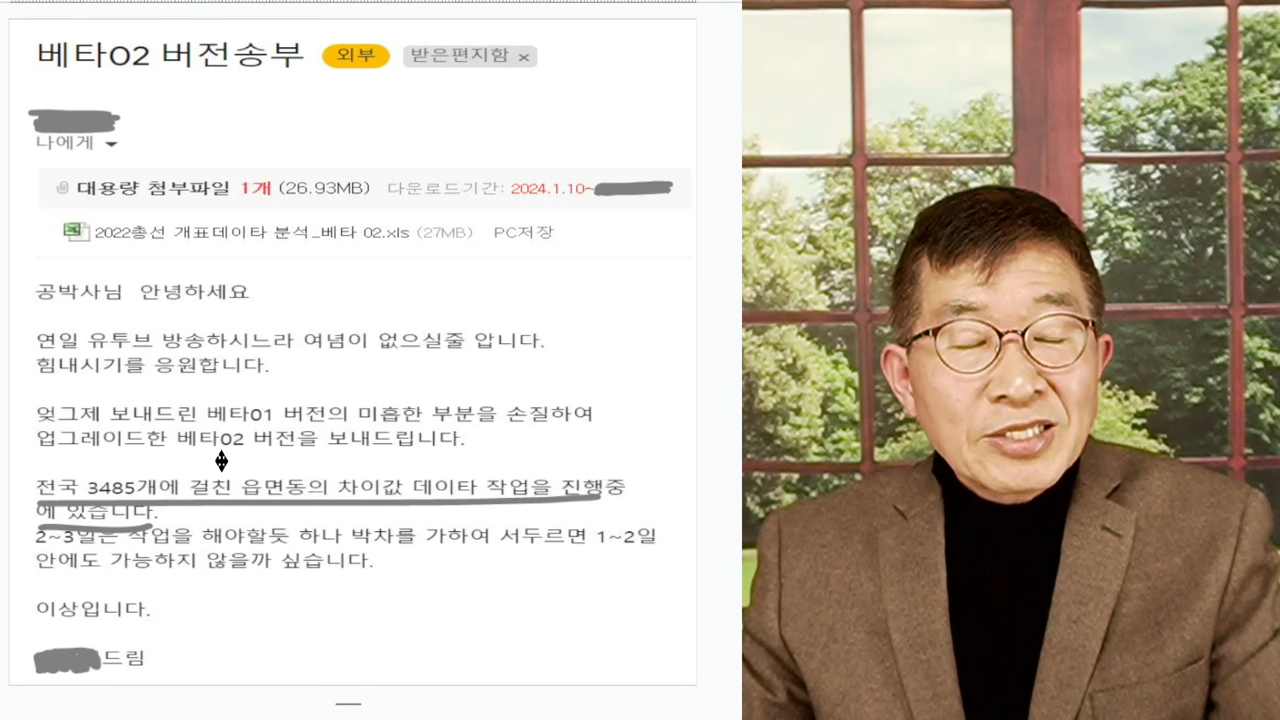 베타02 버전송부 외부 받은편지함 ×
나에게
대용량 첨부파일 1개 (26.93MB) 다운로드기간: 2024.1.10~
2022총선 개표데이타 분석_베타 02.xls (27MB) PC저장
공박사님 안녕하세요
연일 유투브 방송하시느라 여념이 없으실줄 압니다.
힘내시기를 응원합니다.
엊그제 보내드린 베타01 버전의 미흡한 부분을 손질하여
업그레이드한 베타02 버전을 보내드립니다.
전국 3485개에 걸친 읍면동의 차이값 데이타 작업을 진행중
에 있습니다.
2~3일은 작업을 해야할듯 하나 박차를 가하여 서두르면 1~2일
안에도 가능하지 않을까 싶습니다.
이상입니다.
드림